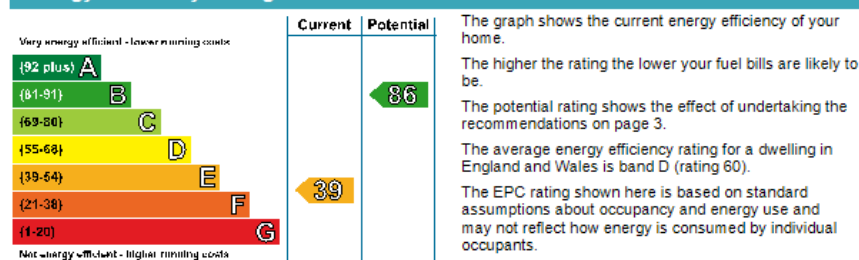 Current Potential
Very energy efficient - lower running costs
(92 plus) A
(81-91) B
(69-80) C
(55-68) D
(39-54) E
(21-38) F
(1-20) G
Not energy efficient - higher running costs
86
39
The graph shows the current energy efficiency of your
home.
The higher the rating the lower your fuel bills are likely to
be.
The potential rating shows the effect of undertaking the
recommendations on page 3.
The average energy efficiency rating for a dwelling in
England and Wales is band D (rating 60).
The EPC rating shown here is based on standard
assumptions about occupancy and energy use and
may not reflect how energy is consumed by individual
occupants.